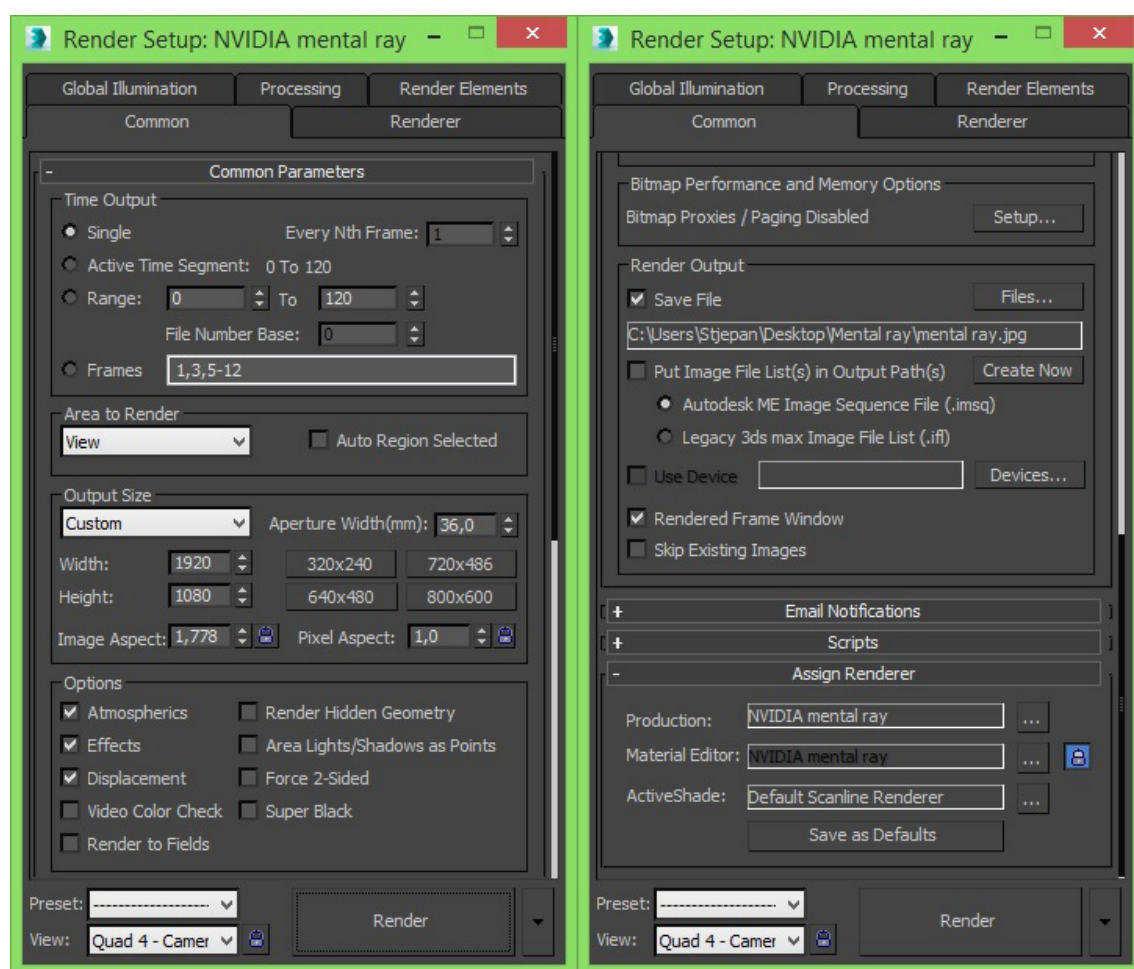 Render Setup: NVIDIA mental ray
Global Illumination Processing Render Elements
Common Renderer
- Common Parameters
Time Output
Single Every Nth Frame: 1
Active Time Segment: 0 To 120
Range: 0 To 120
File Number Base: 0
Frames 1,3,5-12
Area to Render
View Auto Region Selected
Output Size
Custom Aperture Width(mm): 36,0
Width: 1920 320x240 720x486
Height: 1080 640x480 800x600
Image Aspect: 1,778 Pixel Aspect: 1,0
Options
Atmospherics Render Hidden Geometry
Effects Area Lights/Shadows as Points
Displacement Force 2-Sided
Video Color Check Super Black
Render to Fields
Preset: --------------------
Render
View: Quad 4 - Camer
Render Setup: NVIDIA mental ray
Global Illumination Processing Render Elements
Common Renderer
Bitmap Performance and Memory Options
Bitmap Proxies / Paging Disabled Setup...
Render Output
Save File Files...
C:\Users\Stjepan\Desktop\Mental ray\mental ray.jpg
Put Image File List(s) in Output Path(s) Create Now
Autodesk ME Image Sequence File (.imsq)
Legacy 3ds max Image File List (.ifl)
Use Device Devices...
Rendered Frame Window
Skip Existing Images
+ Email Notifications
+ Scripts
- Assign Renderer
Production: NVIDIA mental ray ...
Material Editor: NVIDIA mental ray ...
ActiveShade: Default Scanline Renderer ...
Save as Defaults
Preset: --------------------
Render
View: Quad 4 - Camer